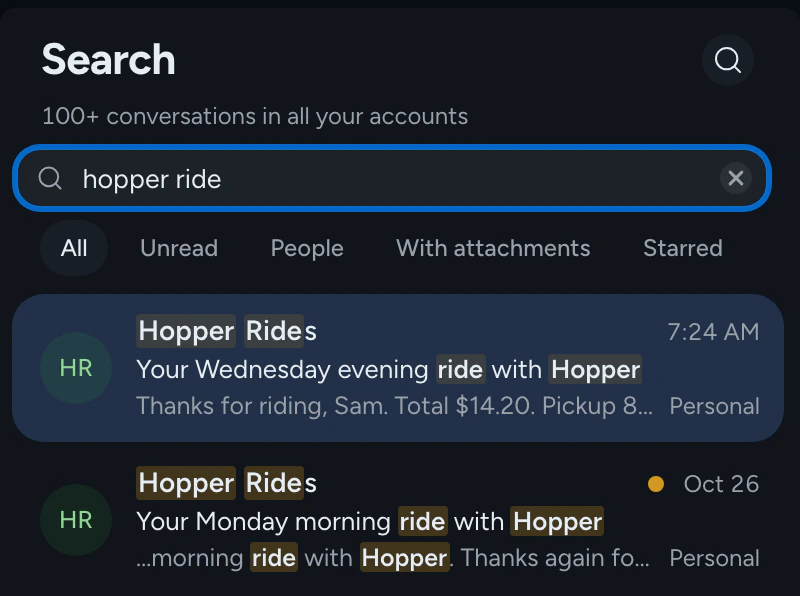 Search
100+ conversations in all your accounts
hopper ride
All Unread People With attachments Starred
HR
Hopper Rides 7:24 AM
Your Wednesday evening ride with Hopper
Thanks for riding, Sam. Total $14.20. Pickup 8... Personal
HR
Hopper Rides Oct 26
Your Monday morning ride with Hopper
...morning ride with Hopper. Thanks again fo... Personal